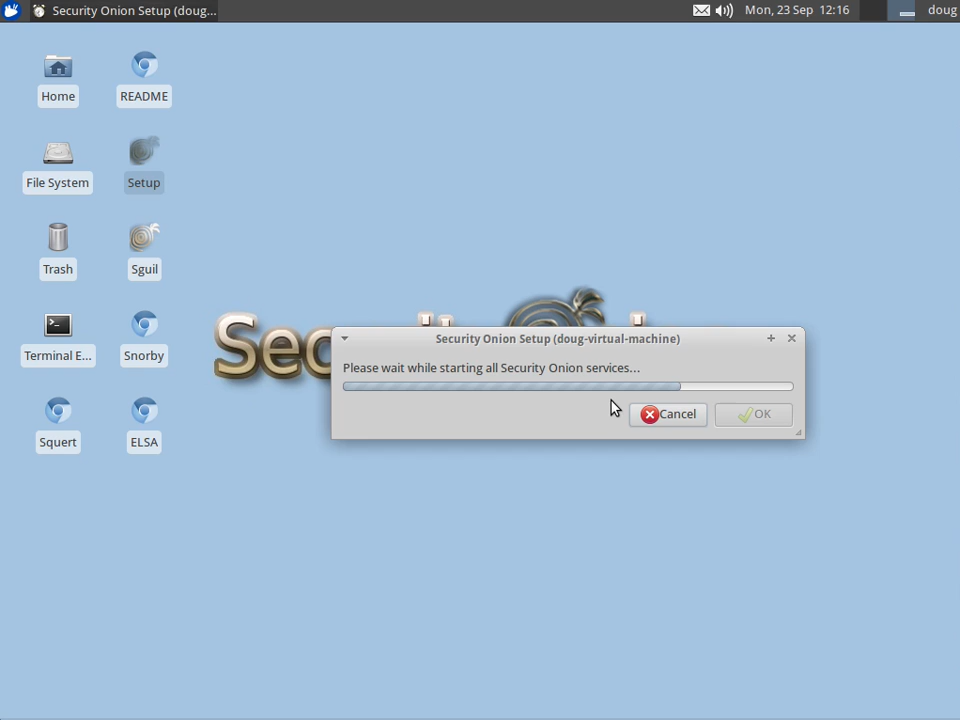 Security Onion Setup (doug...
Mon, 23 Sep 12:16
doug
Home
README
File System
Setup
Trash
Sguil
Terminal E...
Snorby
Squert
ELSA
Security Onion Setup (doug-virtual-machine)
Please wait while starting all Security Onion services...
Cancel
OK